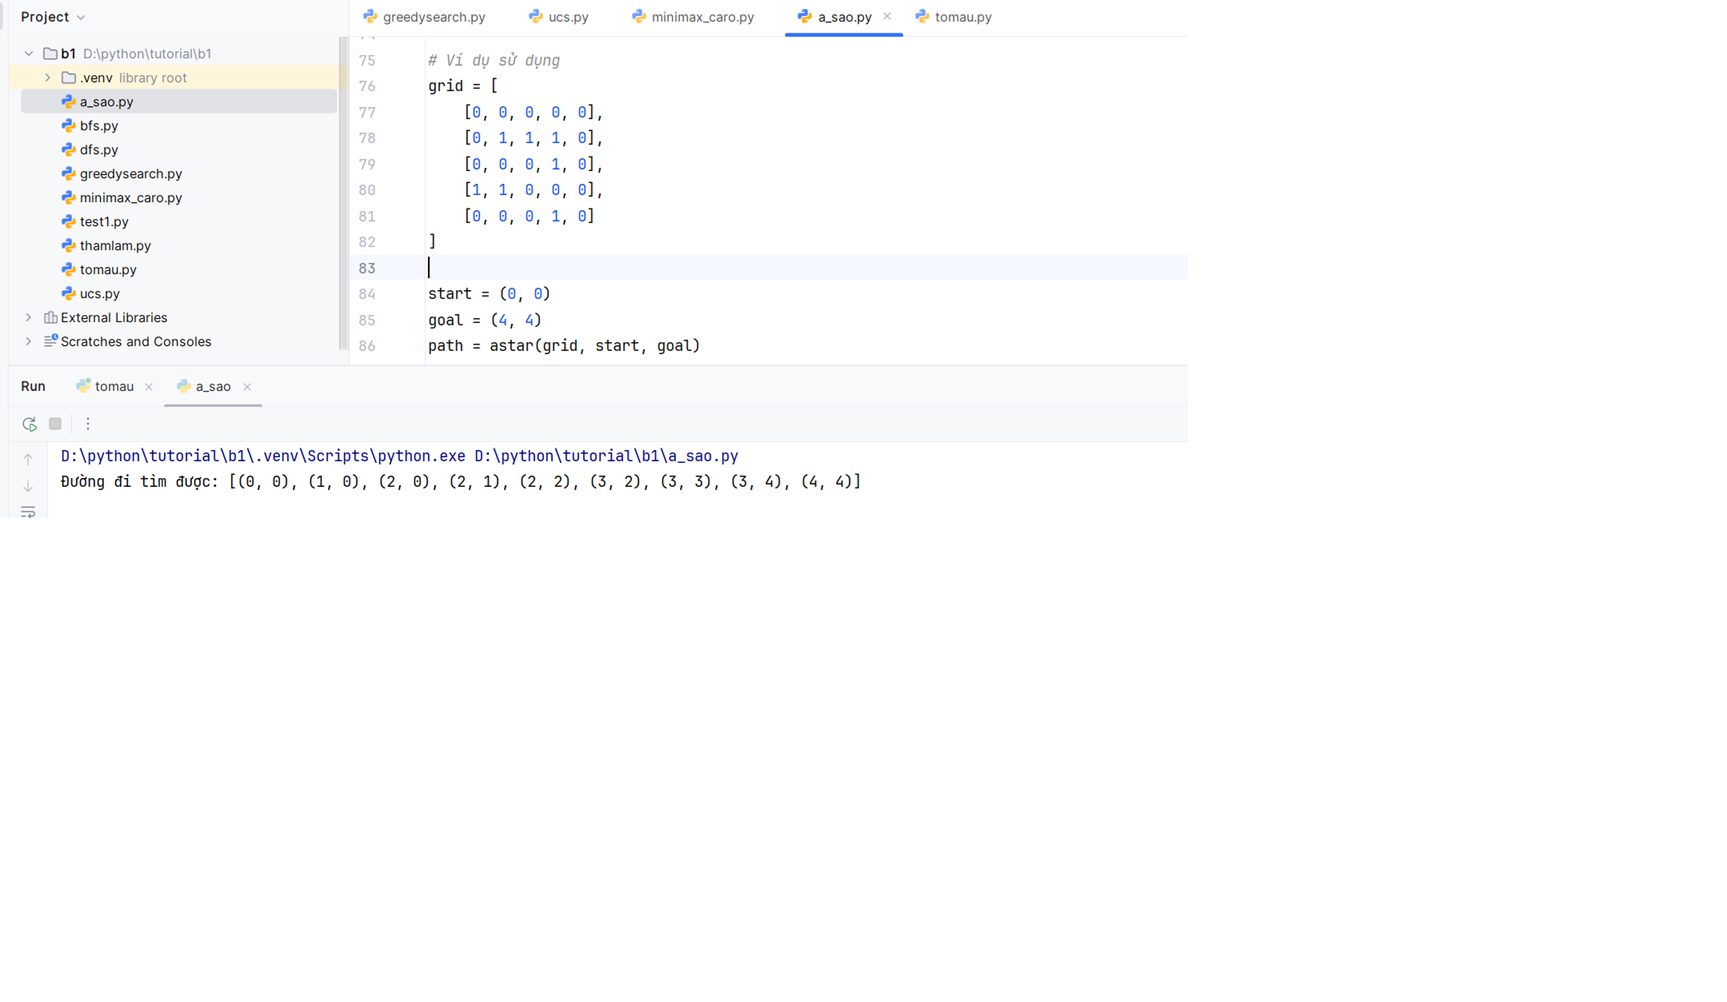 Project
greedysearch.py
ucs.py
minimax_caro.py
a_sao.py
tomau.py
b1 D:\python\tutorial\b1
.venv library root
a_sao.py
bfs.py
dfs.py
greedysearch.py
minimax_caro.py
test1.py
thamlam.py
tomau.py
ucs.py
External Libraries
Scratches and Consoles
75 # Ví dụ sử dụng
76 grid = [
77 [0, 0, 0, 0, 0],
78 [0, 1, 1, 1, 0],
79 [0, 0, 0, 1, 0],
80 [1, 1, 0, 0, 0],
81 [0, 0, 0, 1, 0]
82 ]
83
84 start = (0, 0)
85 goal = (4, 4)
86 path = astar(grid, start, goal)
Run tomau a_sao
D:\python\tutorial\b1\.venv\Scripts\python.exe D:\python\tutorial\b1\a_sao.py
Đường đi tìm được: [(0, 0), (1, 0), (2, 0), (2, 1), (2, 2), (3, 2), (3, 3), (3, 4), (4, 4)]